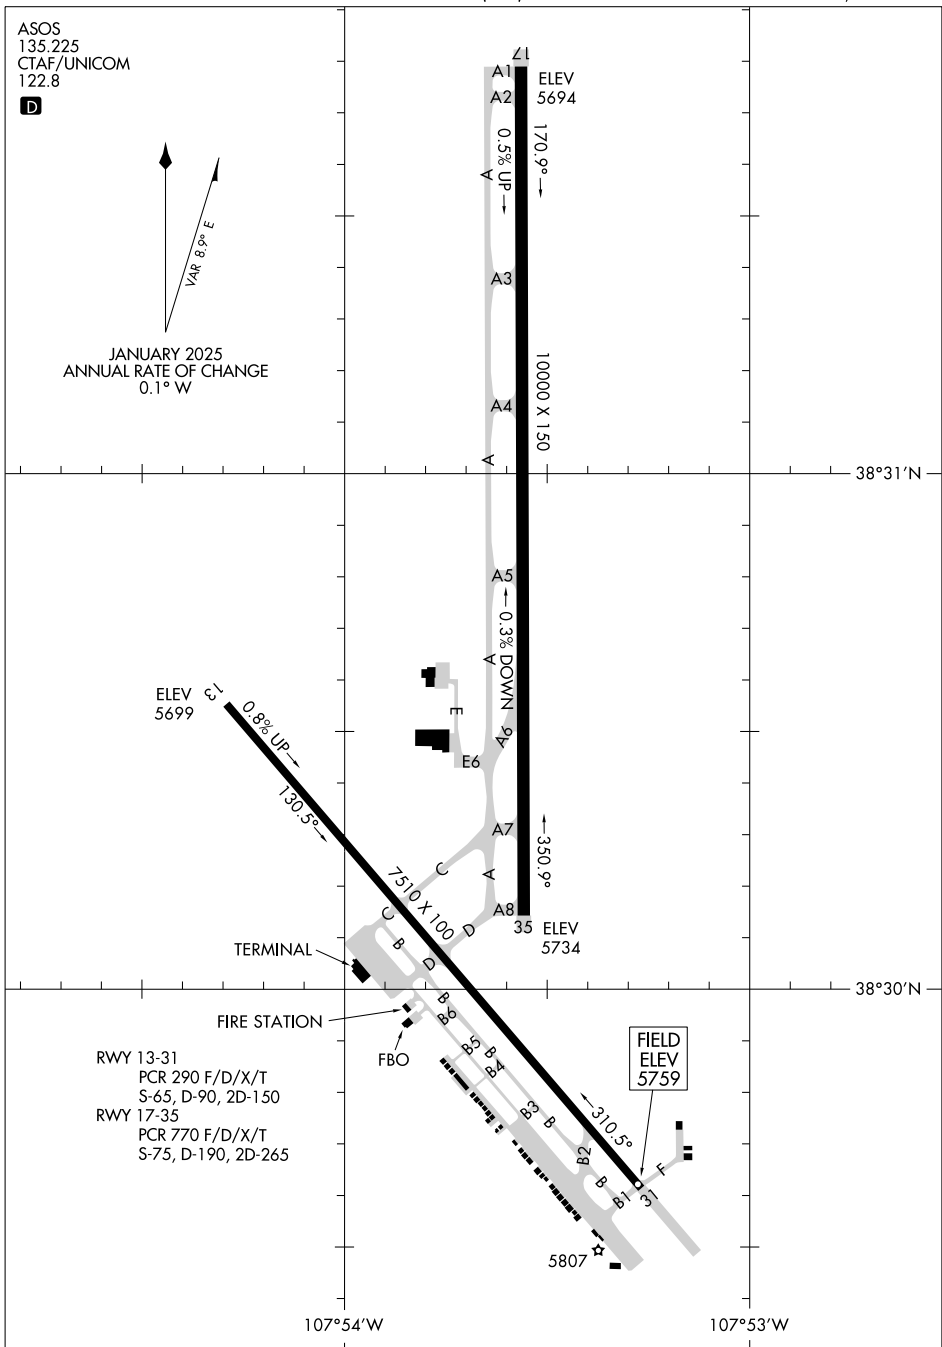 ASOS
135.225
CTAF/UNICOM
122.8
D
VAR 8.9° E
JANUARY 2025
ANNUAL RATE OF CHANGE
0.1° W
17
A1
ELEV
5694
A2
0.5% UP
170.9°
A
A3
10000 X 150
A4
A
38°31'N
A5
0.3% DOWN
A
ELEV
5699
13
0.8% UP
130.5°
E
A6
E6
A7
350.9°
C
A
7510 X 100
A8
35
ELEV
5734
C
B
D
D
TERMINAL
38°30'N
B
B6
FIRE STATION
FBO
B5
B
B4
FIELD
ELEV
5759
RWY 13-31
PCR 290 F/D/X/T
S-65, D-90, 2D-150
RWY 17-35
PCR 770 F/D/X/T
S-75, D-190, 2D-265
B3
B
310.5°
B2
F
B
B1
31
5807
107°54'W
107°53'W